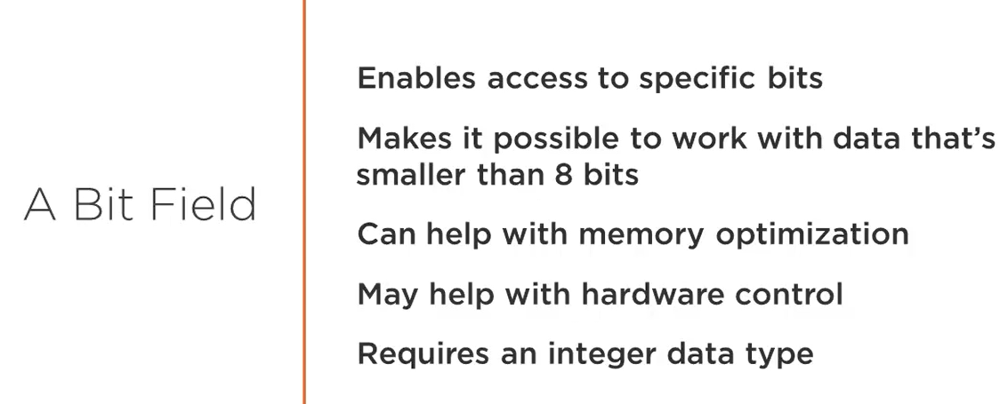 A Bit Field
Enables access to specific bits
Makes it possible to work with data that's
smaller than 8 bits
Can help with memory optimization
May help with hardware control
Requires an integer data type